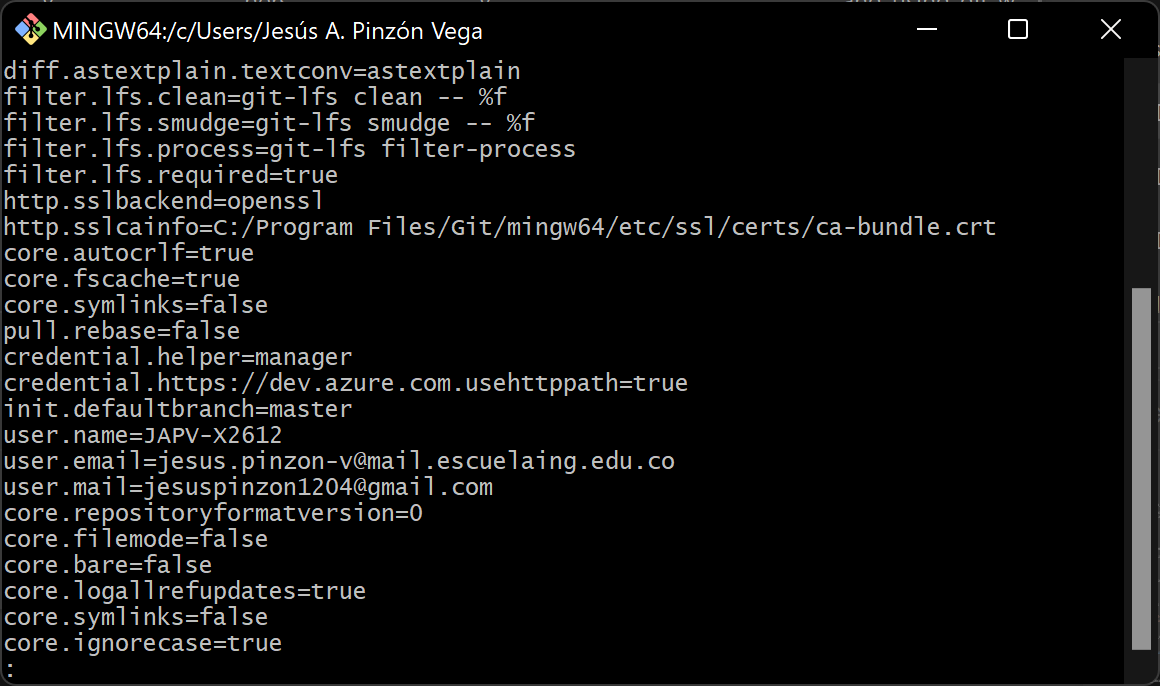 MINGW64:/c/Users/Jesús A. Pinzón Vega
diff.astextplain.textconv=astextplain
filter.lfs.clean=git-lfs clean -- %f
filter.lfs.smudge=git-lfs smudge -- %f
filter.lfs.process=git-lfs filter-process
filter.lfs.required=true
http.sslbackend=openssl
http.sslcainfo=C:/Program Files/Git/mingw64/etc/ssl/certs/ca-bundle.crt
core.autocrlf=true
core.fscache=true
core.symlinks=false
pull.rebase=false
credential.helper=manager
credential.https://dev.azure.com.usehttppath=true
init.defaultbranch=master
user.name=JAPV-X2612
user.email=jesus.pinzon-v@mail.escuelaing.edu.co
user.mail=jesuspinzon1204@gmail.com
core.repositoryformatversion=0
core.filemode=false
core.bare=false
core.logallrefupdates=true
core.symlinks=false
core.ignorecase=true
: